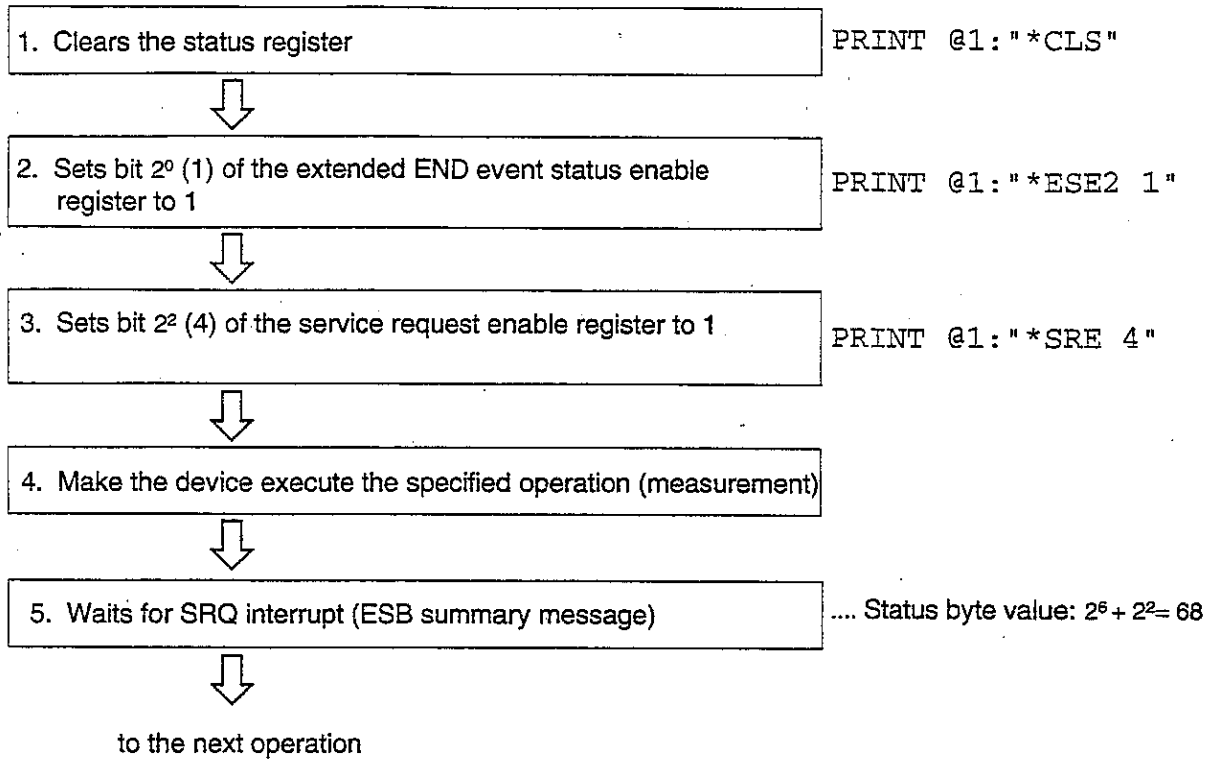 1. Clears the status register
PRINT @1:"*CLS"
2. Sets bit 2⁰ (1) of the extended END event status enable
register to 1
PRINT @1:"*ESE2 1"
3. Sets bit 2² (4) of the service request enable register to 1
PRINT @1:"*SRE 4"
4. Make the device execute the specified operation (measurement)
5. Waits for SRQ interrupt (ESB summary message)
.... Status byte value: 2⁶+ 2²= 68
to the next operation